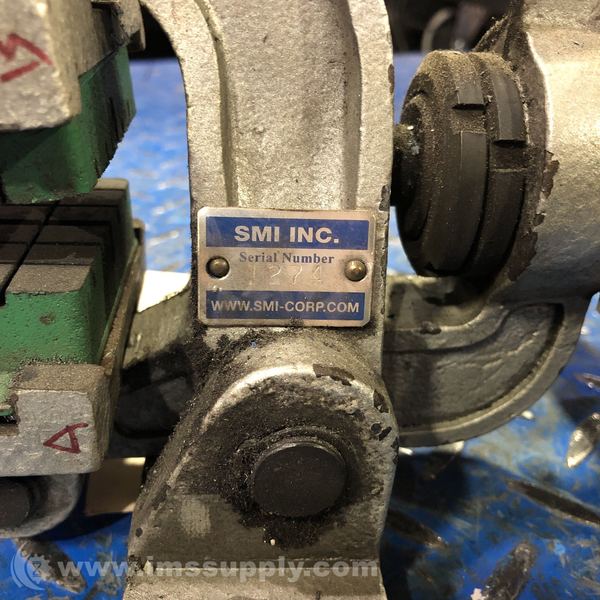 SMI INC.
Serial Number
WWW.SMI-CORP.COM
www.imssupply.com